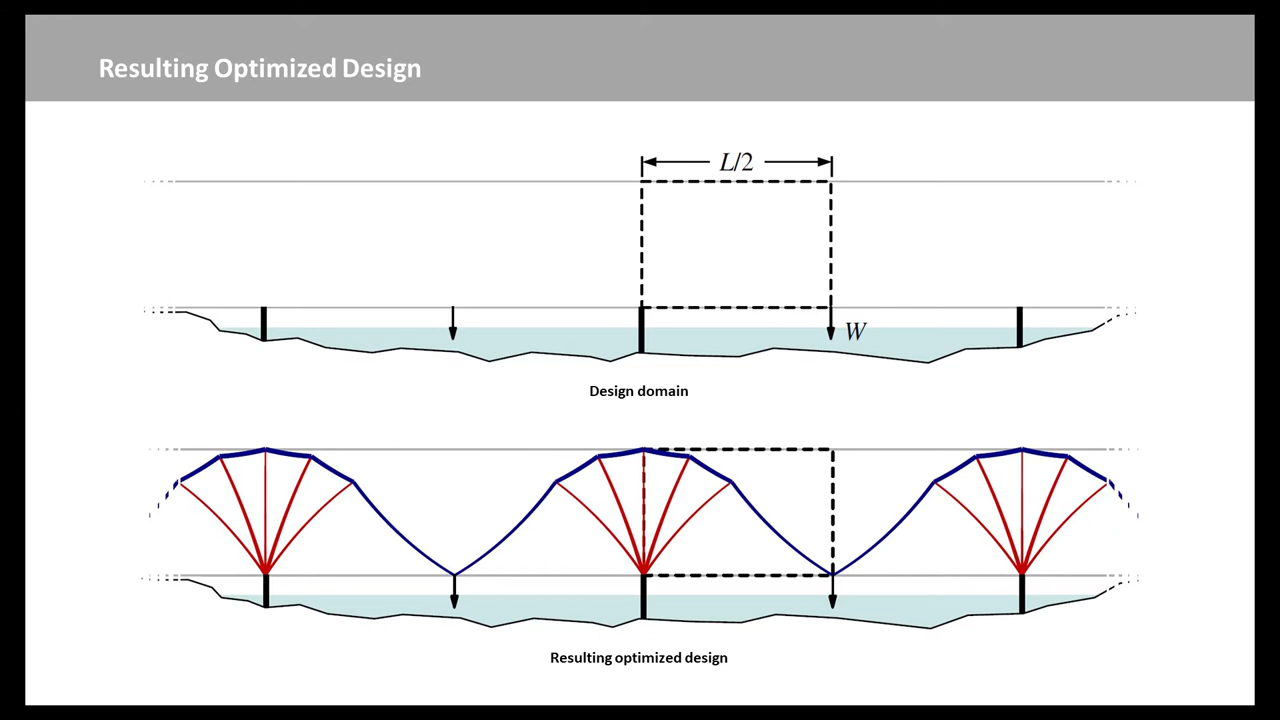 Resulting Optimized Design
L/2
W
Design domain
Resulting optimized design